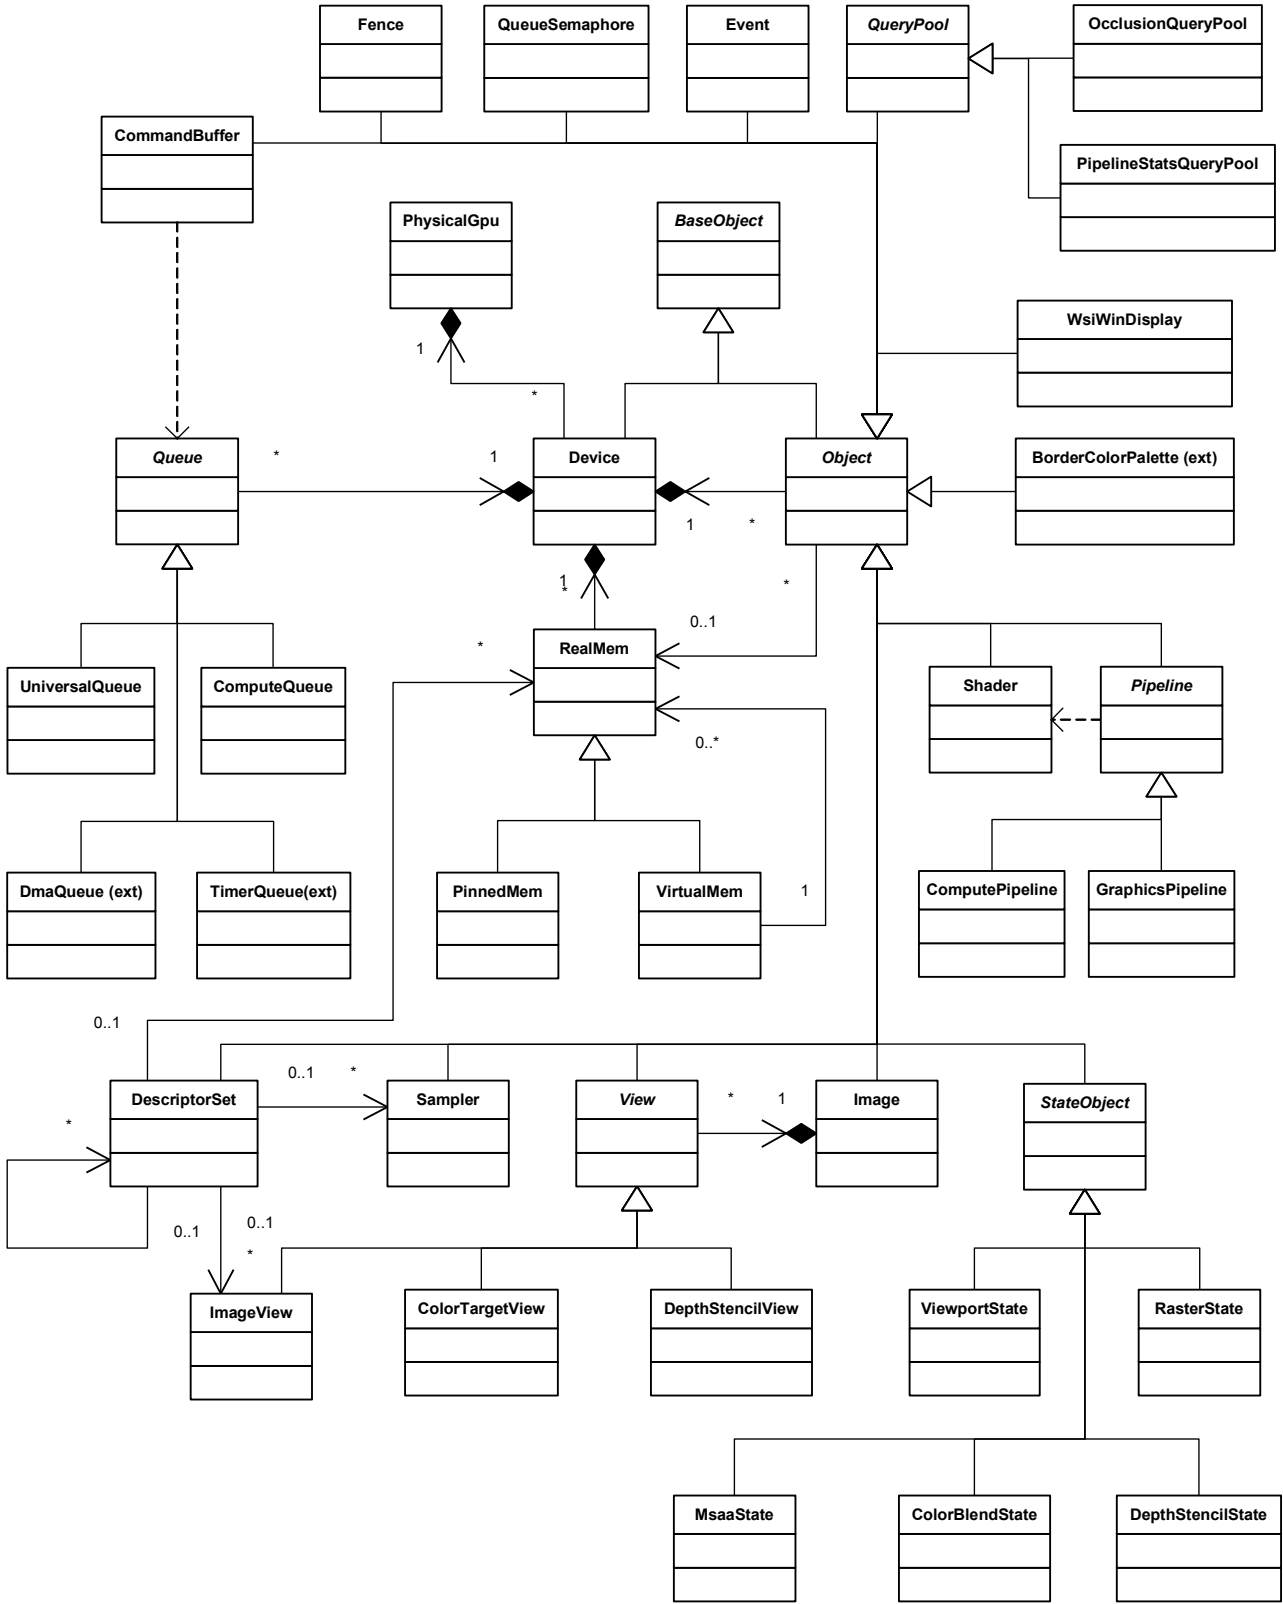 Fence
QueueSemaphore
Event
QueryPool
OcclusionQueryPool
CommandBuffer
PipelineStatsQueryPool
PhysicalGpu
BaseObject
WsiWinDisplay
1
*
Queue
*
1
Device
Object
BorderColorPalette (ext)
1
*
1
*
*
0..1
*
RealMem
UniversalQueue
ComputeQueue
Shader
Pipeline
0..*
DmaQueue (ext)
TimerQueue(ext)
PinnedMem
VirtualMem
1
ComputePipeline
GraphicsPipeline
0..1
0..1
*
DescriptorSet
Sampler
View
*
1
Image
StateObject
*
0..1
0..1
*
ImageView
ColorTargetView
DepthStencilView
ViewportState
RasterState
MsaaState
ColorBlendState
DepthStencilState